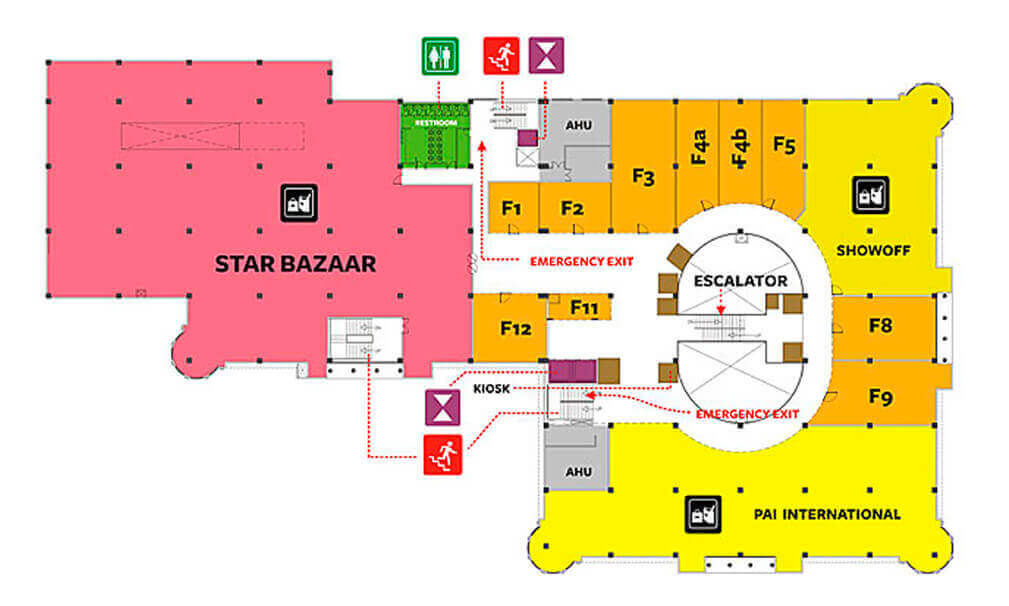 RESTROOM
AHU
F1
F2
F3
F4a
F4b
F5
SHOWOFF
STAR BAZAAR
EMERGENCY EXIT
ESCALATOR
F12
F11
F8
KIOSK
F9
EMERGENCY EXIT
AHU
PAI INTERNATIONAL